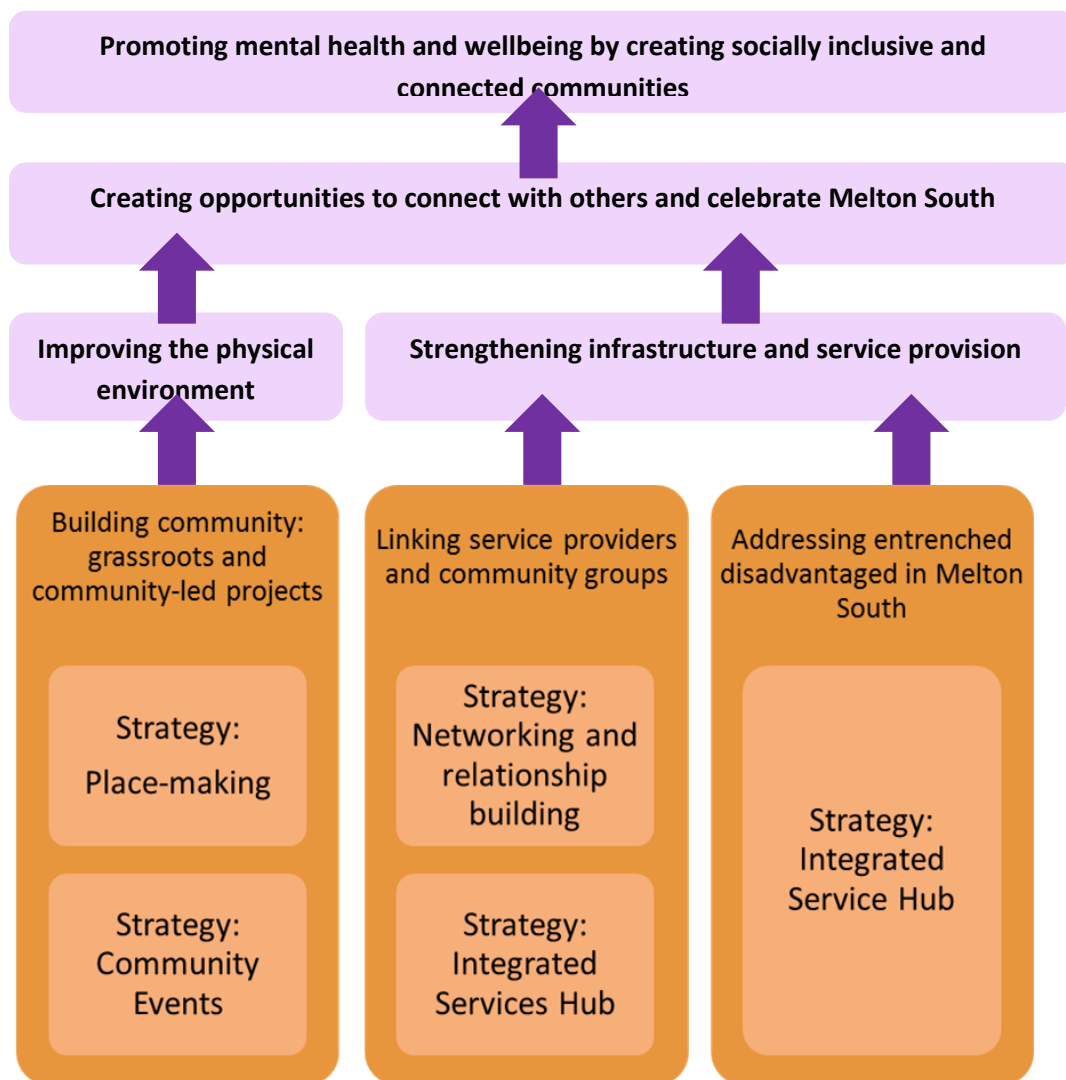 Promoting mental health and wellbeing by creating socially inclusive and
connected communities
Creating opportunities to connect with others and celebrate Melton South
Improving the physical
environment
Strengthening infrastructure and service provision
Building community:
grassroots and
community-led projects
Strategy:
Place-making
Strategy:
Community
Events
Linking service providers
and community groups
Strategy:
Networking and
relationship
building
Strategy:
Integrated
Services Hub
Addressing entrenched
disadvantaged in Melton
South
Strategy:
Integrated
Service Hub